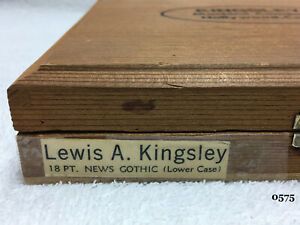 Lewis A. Kingsley
18 PT. NEWS GOTHIC (Lower Case)
0575